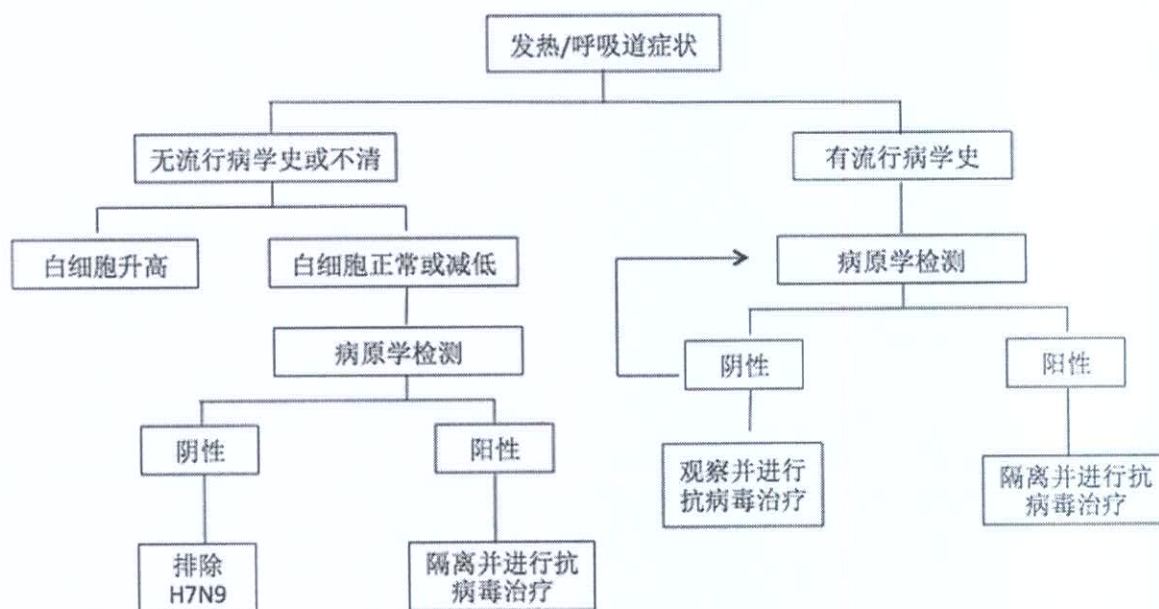 发热/呼吸道症状
无流行病学史或不清
有流行病学史
白细胞升高
白细胞正常或减低
病原学检测
病原学检测
阴性
阳性
阴性
阳性
观察并进行
抗病毒治疗
隔离并进行抗
病毒治疗
排除
H7N9
隔离并进行抗
病毒治疗